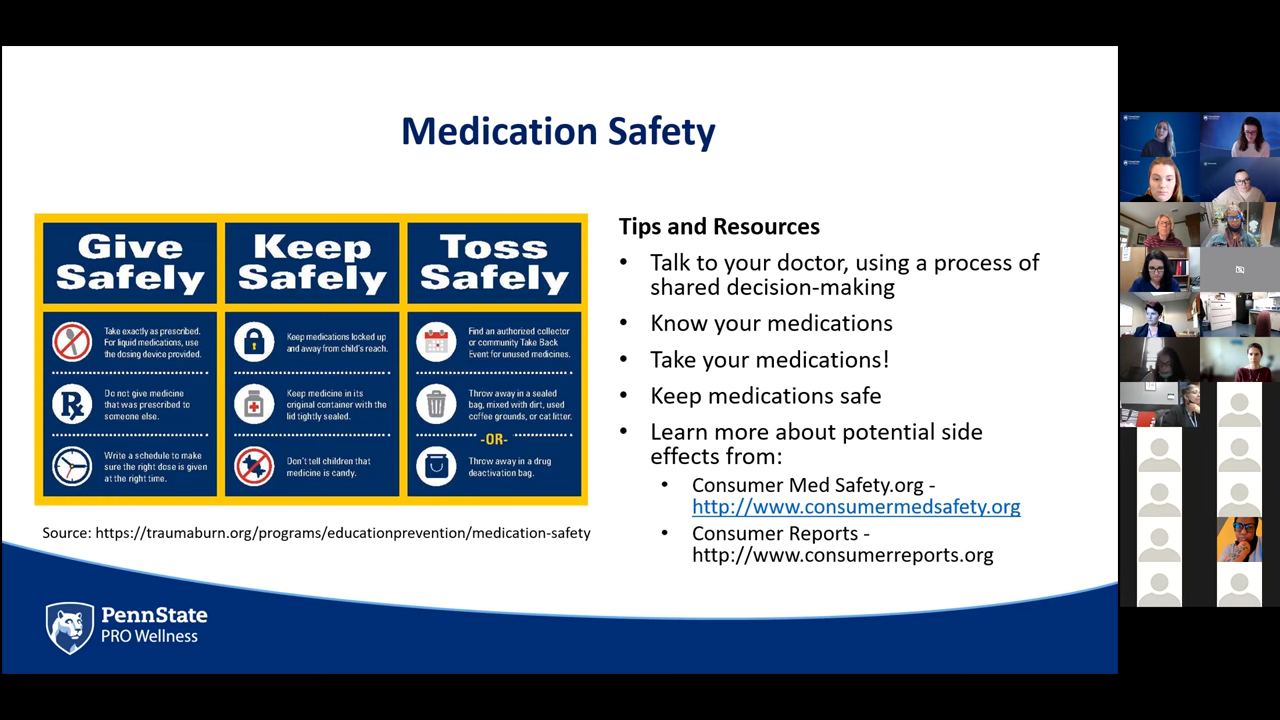 Medication Safety
Give
Safely
Keep
Safely
Toss
Safely
Take exactly as prescribed.
For liquid medications, use
the dosing device provided.
Do not give medicine
that was prescribed to
someone else.
Write a schedule to make
sure the right dose is given
at the right time.
Keep medications locked up
and away from child's reach.
Keep medicine in its
original container with the
lid tightly sealed.
Don't tell children that
medicine is candy.
Find an authorized collector
or community Take Back
Event for unused medicines.
Throw away in a sealed
bag, mixed with dirt, used
coffee grounds, or cat litter.
-OR-
Throw away in a drug
deactivation bag.
Source: https://traumaburn.org/programs/educationprevention/medication-safety
Tips and Resources
• Talk to your doctor, using a process of
shared decision-making
• Know your medications
• Take your medications!
• Keep medications safe
• Learn more about potential side
effects from:
• Consumer Med Safety.org -
http://www.consumermedsafety.org
• Consumer Reports -
http://www.consumerreports.org
PennState
PRO Wellness